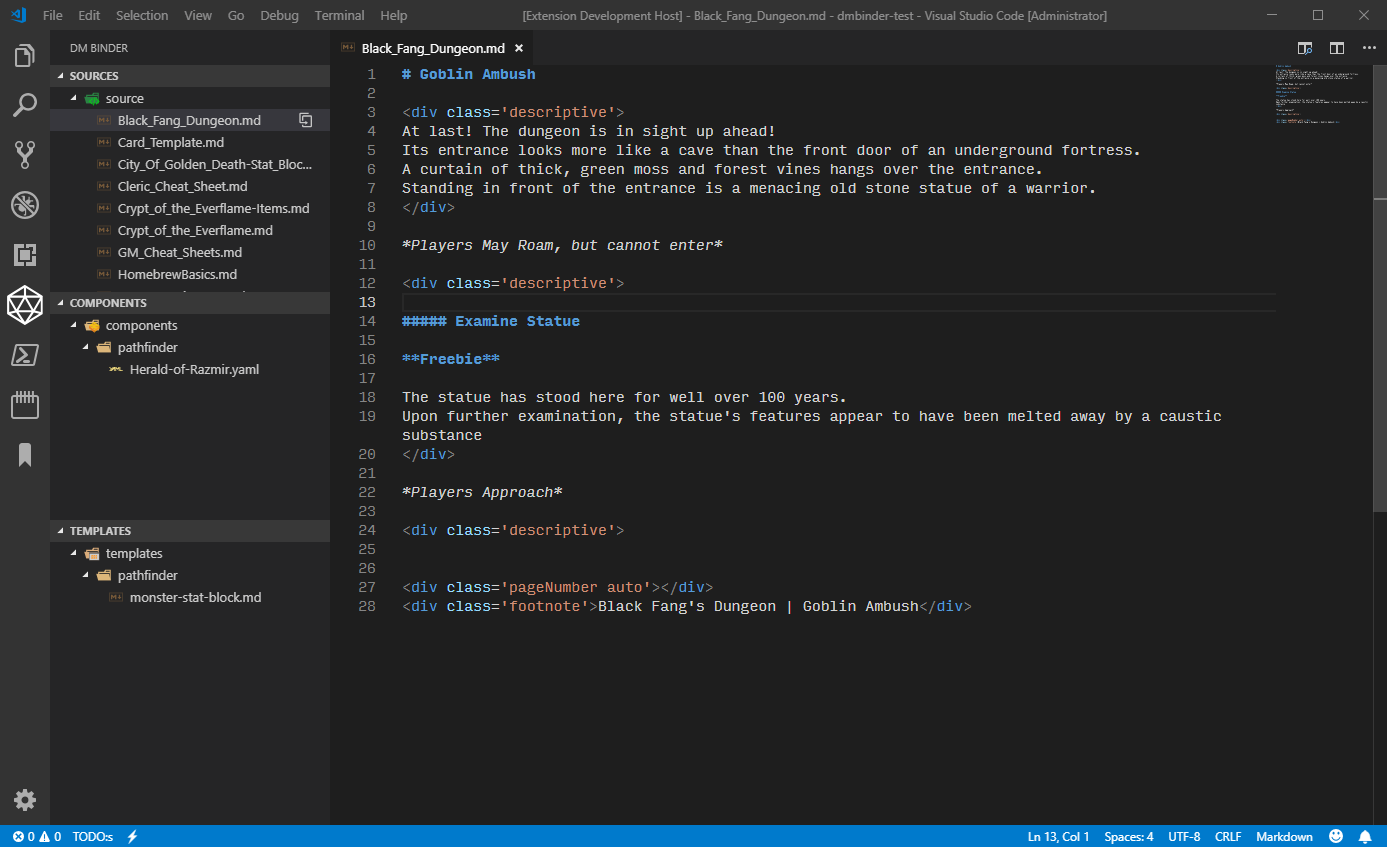 File Edit Selection View Go Debug Terminal Help
[Extension Development Host] - Black_Fang_Dungeon.md - dmbinder-test - Visual Studio Code [Administrator]
DM BINDER
SOURCES
source
Black_Fang_Dungeon.md
Card_Template.md
City_Of_Golden_Death-Stat_Bloc...
Cleric_Cheat_Sheet.md
Crypt_of_the_Everflame-Items.md
Crypt_of_the_Everflame.md
GM_Cheat_Sheets.md
HomebrewBasics.md
COMPONENTS
components
pathfinder
Herald-of-Razmir.yaml
TEMPLATES
templates
pathfinder
monster-stat-block.md
Black_Fang_Dungeon.md
1 # Goblin Ambush
2
3 <div class='descriptive'>
4 At last! The dungeon is in sight up ahead!
5 Its entrance looks more like a cave than the front door of an underground fortress.
6 A curtain of thick, green moss and forest vines hangs over the entrance.
7 Standing in front of the entrance is a menacing old stone statue of a warrior.
8 </div>
9
10 *Players May Roam, but cannot enter*
11
12 <div class='descriptive'>
13
14 ##### Examine Statue
15
16 **Freebie**
17
18 The statue has stood here for well over 100 years.
19 Upon further examination, the statue's features appear to have been melted away by a caustic
substance
20 </div>
21
22 *Players Approach*
23
24 <div class='descriptive'>
25
26
27 <div class='pageNumber auto'></div>
28 <div class='footnote'>Black Fang's Dungeon | Goblin Ambush</div>
0 0 TODO:s Ln 13, Col 1 Spaces: 4 UTF-8 CRLF Markdown